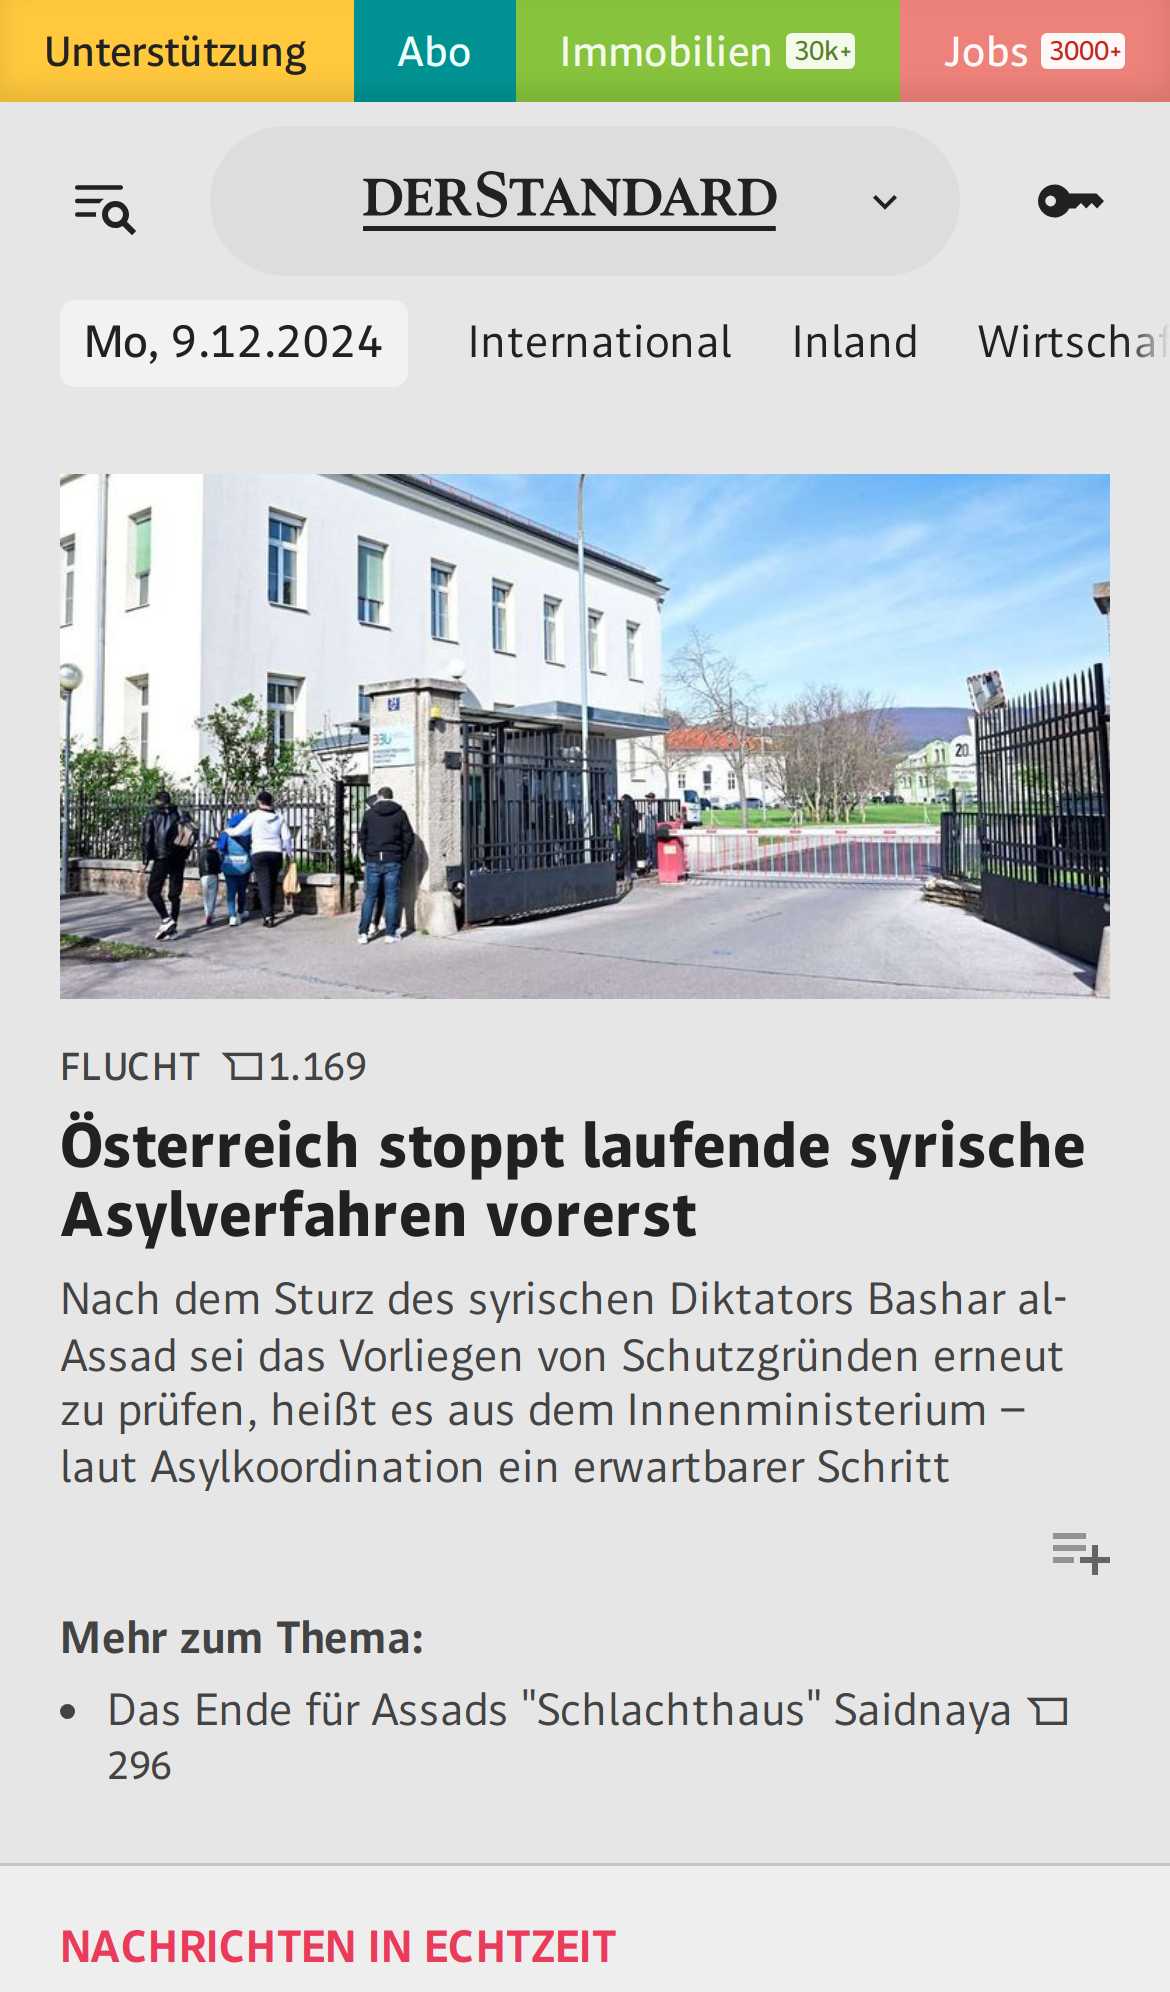 Unterstützung Abo Immobilien 30k+ Jobs 3000+
DERSTANDARD
Mo, 9.12.2024 International Inland Wirtschaf
20
FLUCHT 1.169
Österreich stoppt laufende syrische
Asylverfahren vorerst
Nach dem Sturz des syrischen Diktators Bashar al-
Assad sei das Vorliegen von Schutzgründen erneut
zu prüfen, heißt es aus dem Innenministerium –
laut Asylkoordination ein erwartbarer Schritt
Mehr zum Thema:
• Das Ende für Assads "Schlachthaus" Saidnaya
296
NACHRICHTEN IN ECHTZEIT